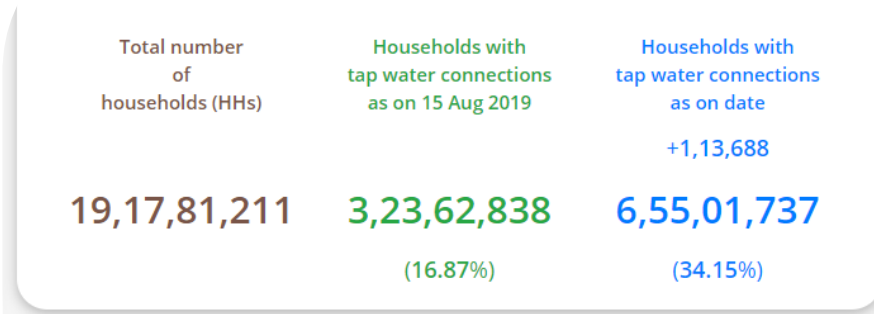 Total number
of
households (HHs)
19,17,81,211
Households with
tap water connections
as on 15 Aug 2019
3,23,62,838
(16.87%)
Households with
tap water connections
as on date
+1,13,688
6,55,01,737
(34.15%)